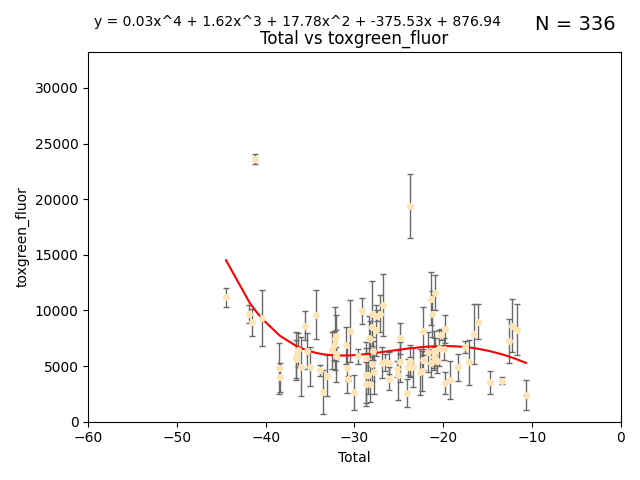 y = 0.03x^4 + 1.62x^3 + 17.78x^2 + -375.53x + 876.94
N = 336
Total vs toxgreen_fluor
toxgreen_fluor
30000
25000
20000
15000
10000
5000
0
−60
−50
−40
−30
−20
−10
0
Total